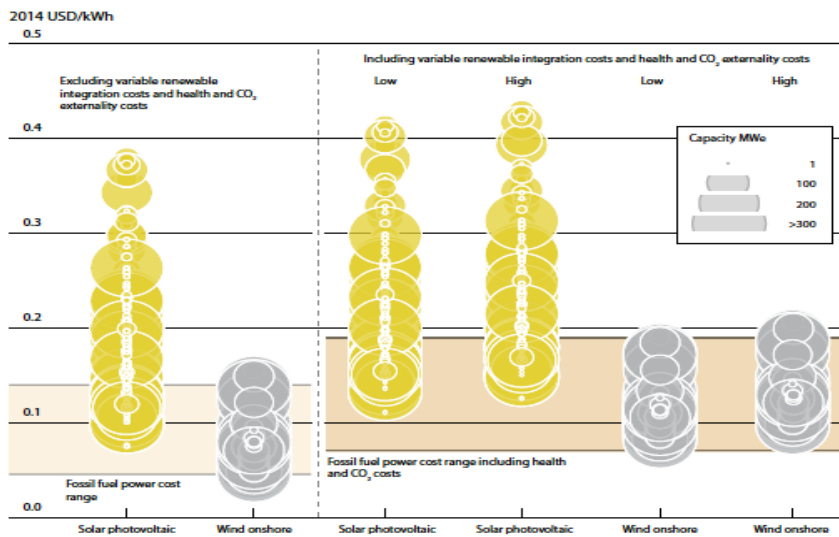 2014 USD/kWh
0.5
Including variable renewable integration costs and health and CO₂ externality costs
Excluding variable renewable
integration costs and health and CO₂
externality costs
Low
High
Low
High
0.4
Capacity MWe
1
100
200
>300
0.3
0.2
0.1
Fossil fuel power cost range including health
and CO₂ costs
Fossil fuel power cost
range
0.0
Solar photovoltaic
Wind onshore
Solar photovoltaic
Solar photovoltaic
Wind onshore
Wind onshore